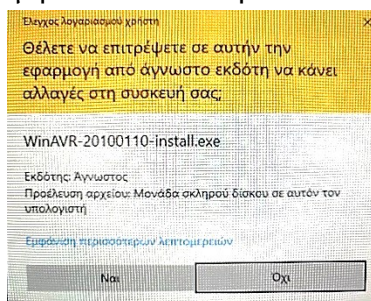 Έλεγχος λογαριασμού χρήστη
Θέλετε να επιτρέψετε σε αυτήν την
εφαρμογή από άγνωστο εκδότη να κάνει
αλλαγές στη συσκευή σας;
WinAVR-20100110-install.exe
Εκδότης: Άγνωστος
Προέλευση αρχείου: Μονάδα σκληρού δίσκου σε αυτόν τον
υπολογιστή
Εμφάνιση περισσότερων λεπτομερειών
Ναι
Όχι